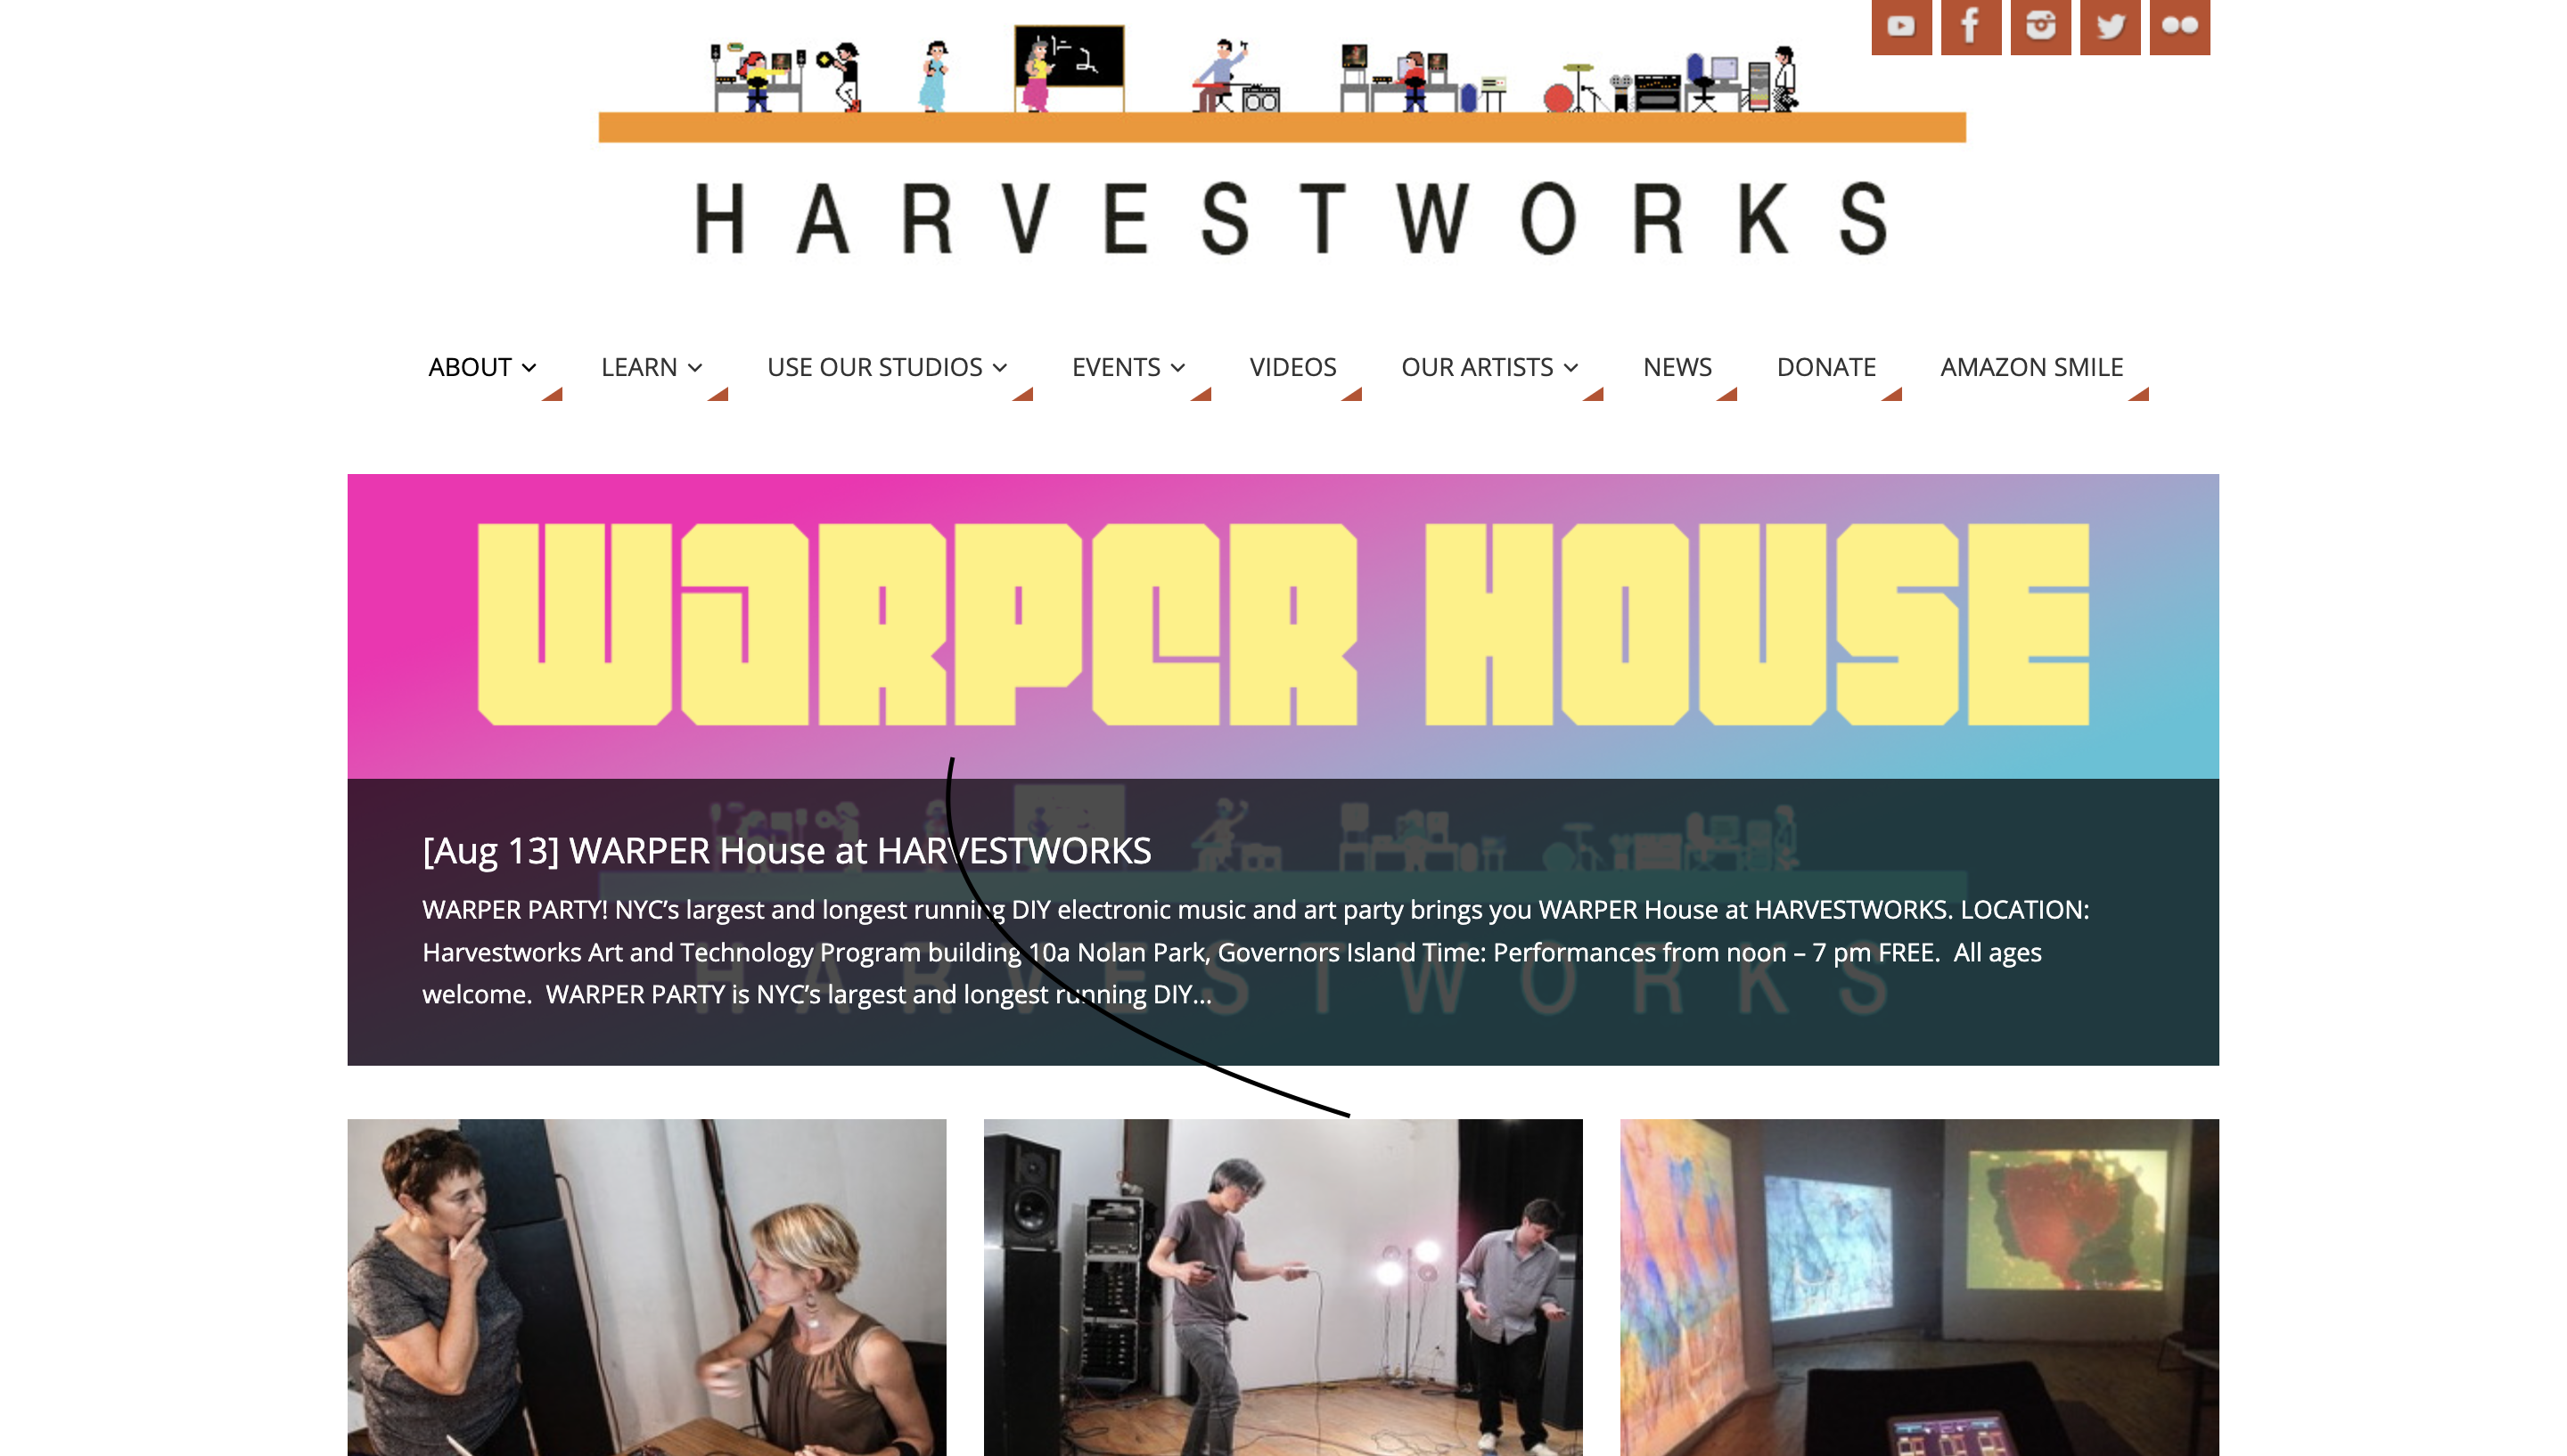 HARVESTWORKS
ABOUT LEARN USE OUR STUDIOS EVENTS VIDEOS OUR ARTISTS NEWS DONATE AMAZON SMILE
WARPER HOUSE
[Aug 13] WARPER House at HARVESTWORKS
WARPER PARTY! NYC’s largest and longest running DIY electronic music and art party brings you WARPER House at HARVESTWORKS. LOCATION:
Harvestworks Art and Technology Program building 10a Nolan Park, Governors Island Time: Performances from noon – 7 pm FREE.  All ages
welcome.  WARPER PARTY is NYC’s largest and longest running DIY...
HARVESTWORKS